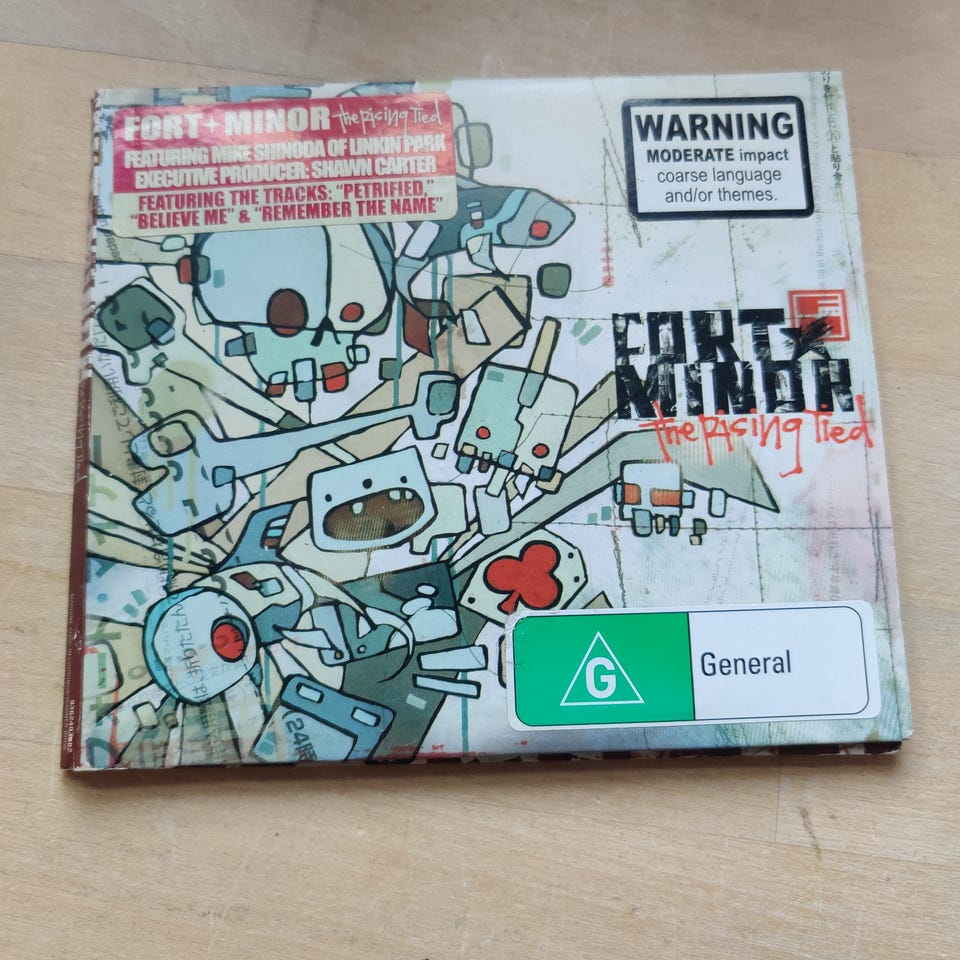 FORT+MINOR the Rising Tied
FEATURING MIKE SHINODA OF LINKIN PARK
EXECUTIVE PRODUCER: SHAWN CARTER
FEATURING THE TRACKS: "PETRIFIED,"
"BELIEVE ME" & "REMEMBER THE NAME"
WARNING
MODERATE impact
coarse language
and/or themes.
FORT
MINOR
the Rising Tied
G General